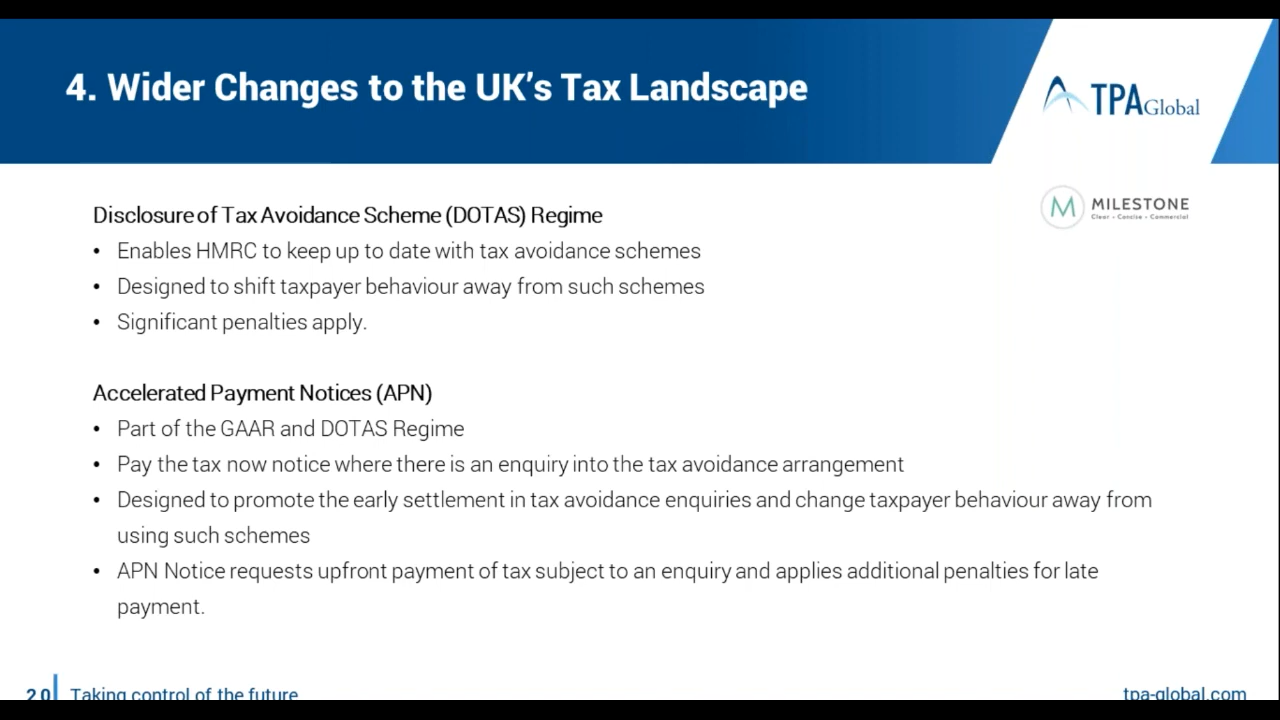 4. Wider Changes to the UK's Tax Landscape
TPA Global
MILESTONE
Clear • Concise • Commercial
Disclosure of Tax Avoidance Scheme (DOTAS) Regime
• Enables HMRC to keep up to date with tax avoidance schemes
• Designed to shift taxpayer behaviour away from such schemes
• Significant penalties apply.
Accelerated Payment Notices (APN)
• Part of the GAAR and DOTAS Regime
• Pay the tax now notice where there is an enquiry into the tax avoidance arrangement
• Designed to promote the early settlement in tax avoidance enquiries and change taxpayer behaviour away from
using such schemes
• APN Notice requests upfront payment of tax subject to an enquiry and applies additional penalties for late
payment.
20 Taking control of the future
tpa-global.com